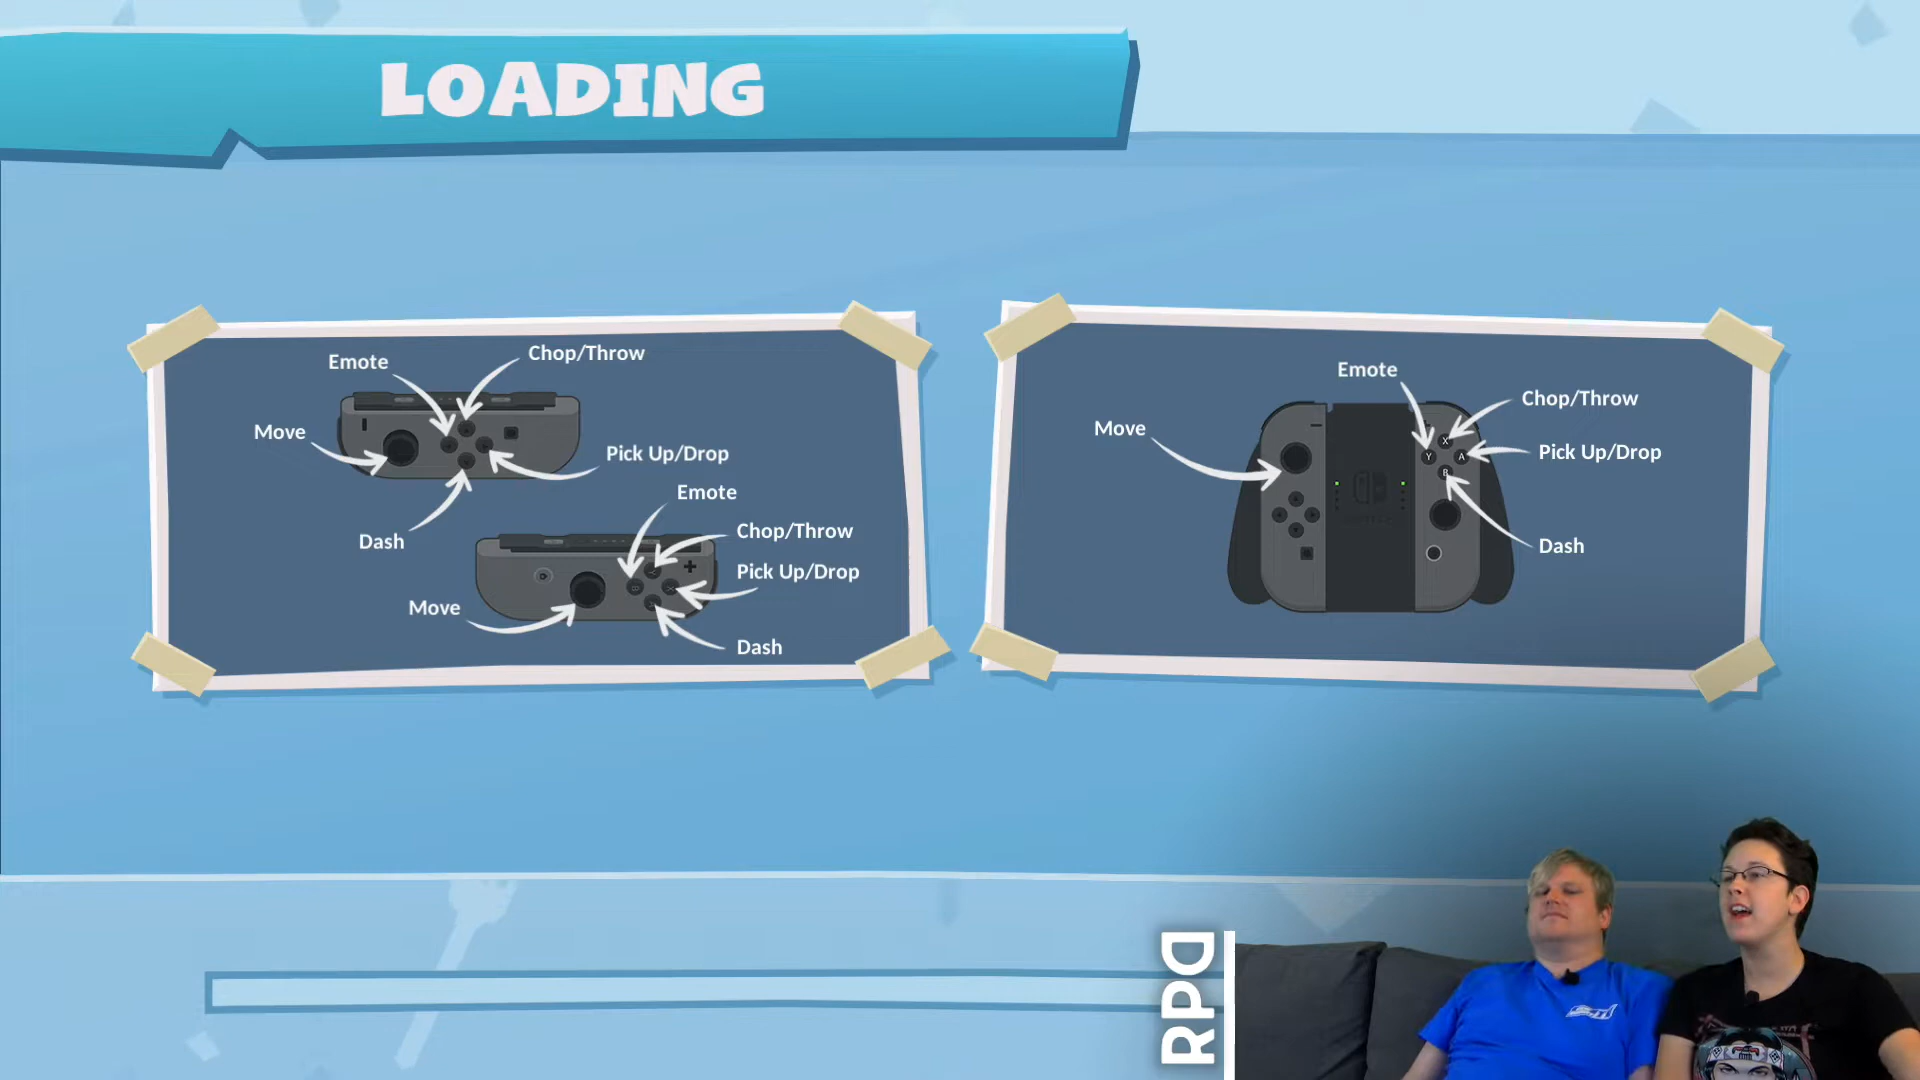 LOADING
Emote
Chop/Throw
Move
Pick Up/Drop
Dash
Emote
Chop/Throw
Pick Up/Drop
Move
Dash
Emote
Chop/Throw
Move
Pick Up/Drop
X
Y
A
B
Dash
RPD